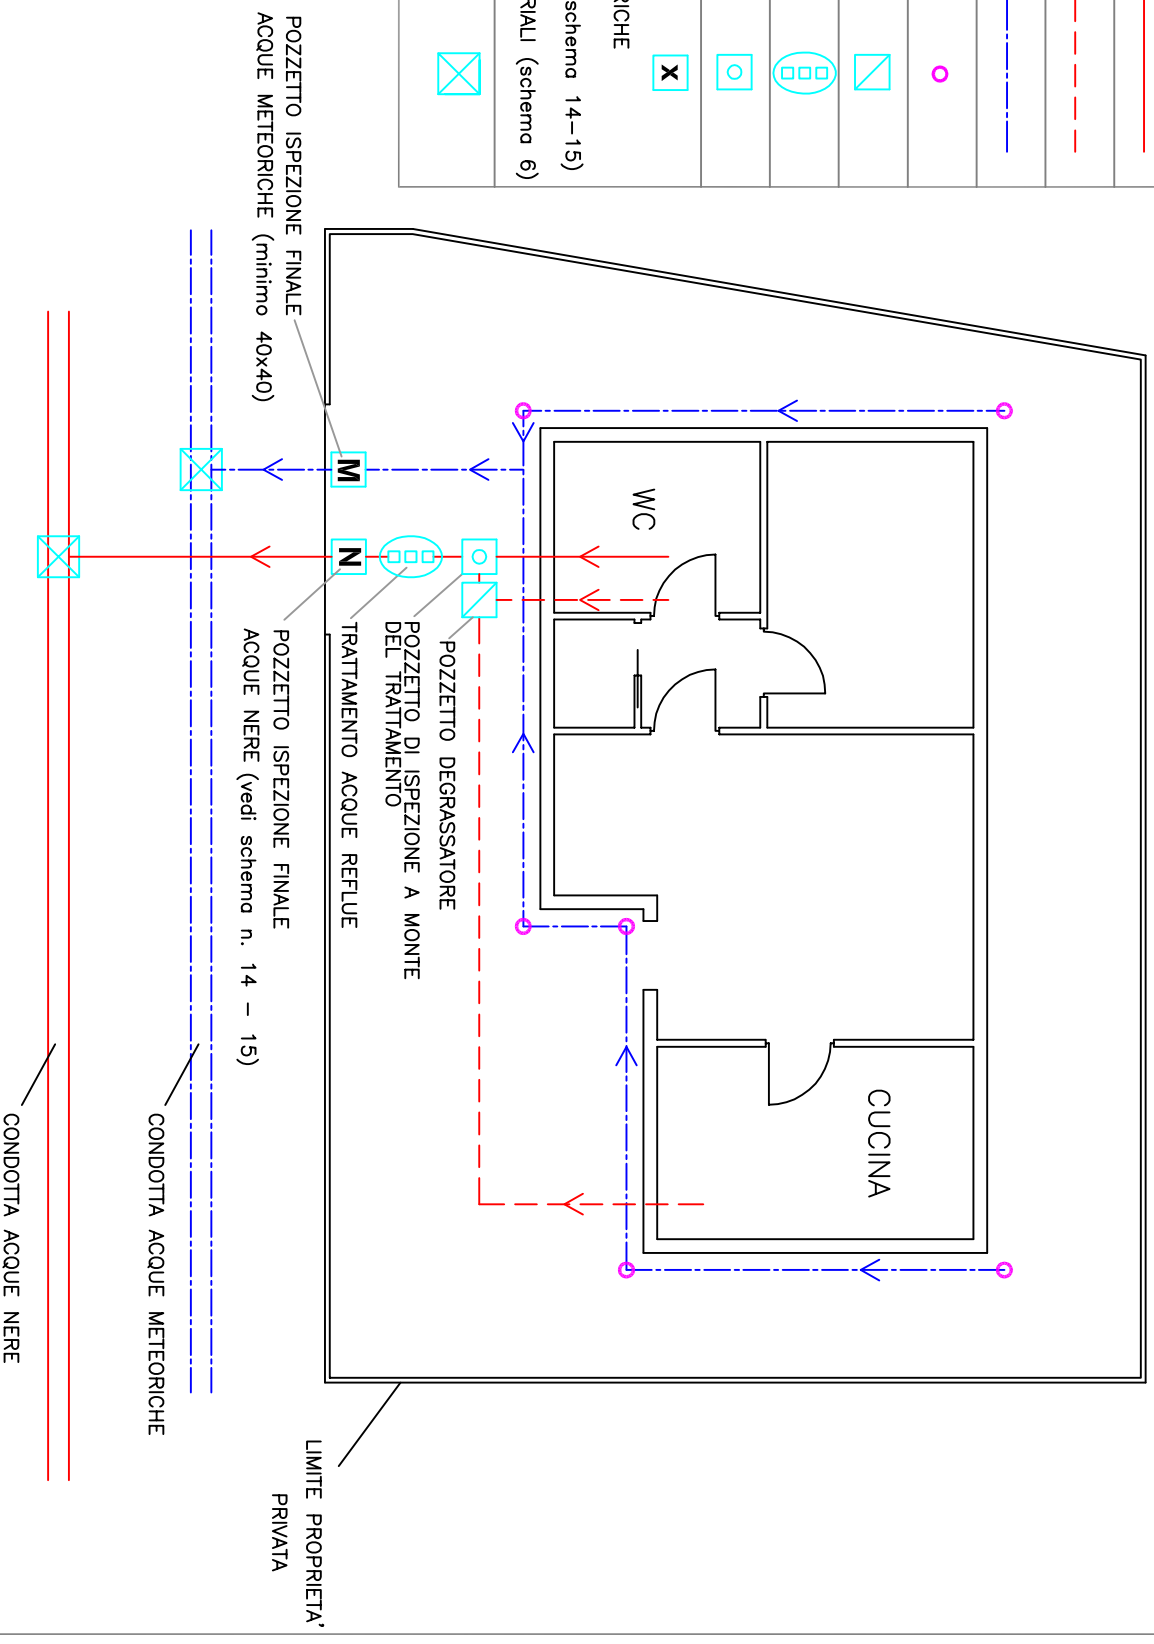 RICHE
schema 14-15)
RIALI (schema 6)
x
POZZETTO ISPEZIONE FINALE
ACQUE METEORICHE (minimo 40x40)
WC
CUCINA
M
N
POZZETTO DEGRASSATORE
POZZETTO DI ISPEZIONE A MONTE
DEL TRATTAMENTO
TRATTAMENTO ACQUE REFLUE
POZZETTO ISPEZIONE FINALE
ACQUE NERE (vedi schema n. 14 - 15)
CONDOTTA ACQUE METEORICHE
CONDOTTA ACQUE NERE
LIMITE PROPRIETA'
PRIVATA